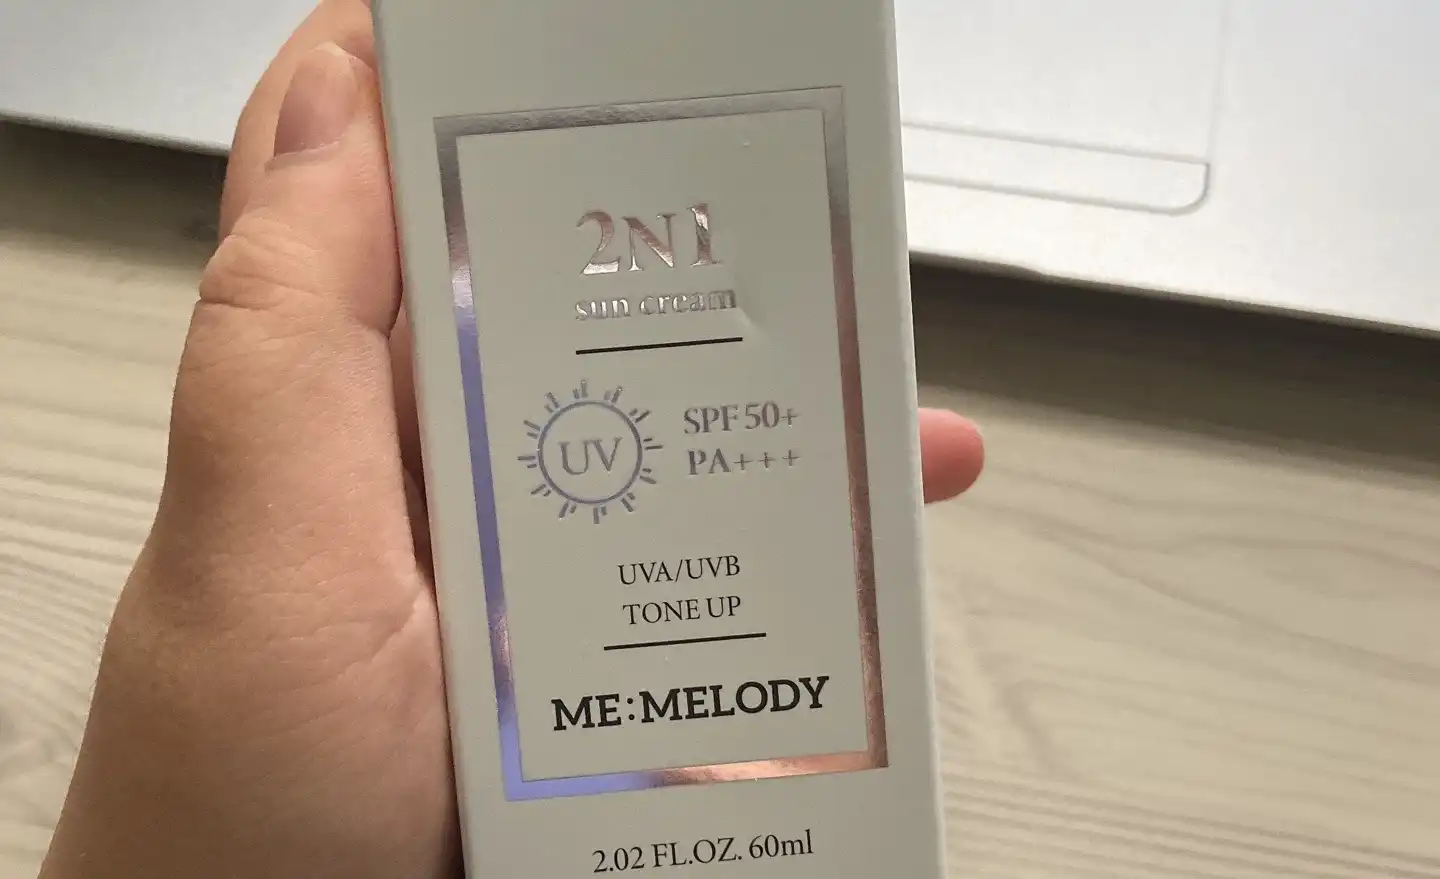 2N1
sun cream
UV
SPF 50+
PA+++
UVA/UVB
TONE UP
ME:MELODY
2.02 FL.OZ. 60ml